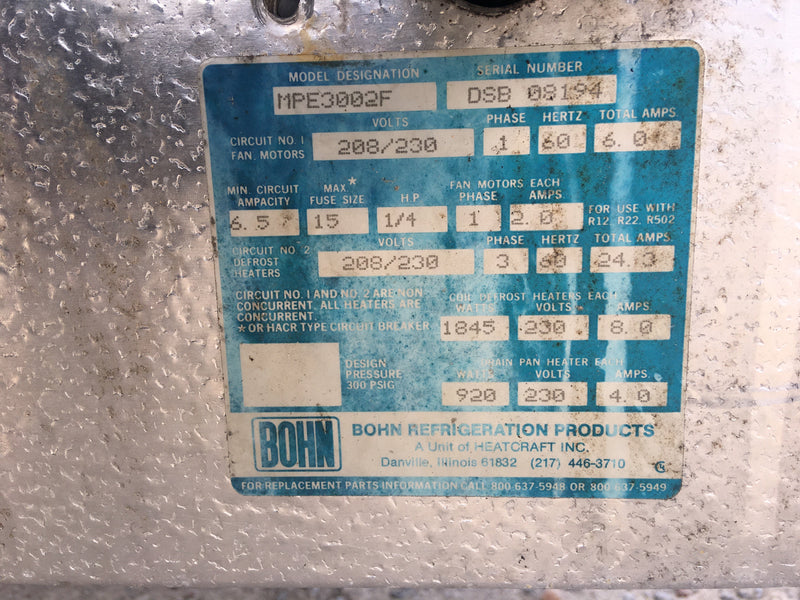 MODEL DESIGNATION SERIAL NUMBER
MPE3002F DSB 08194
VOLTS PHASE HERTZ TOTAL AMPS
CIRCUIT NO. 1 FAN. MOTORS 208/230 1 60 6.0
MIN. CIRCUIT AMPACITY MAX.* FUSE SIZE H.P. FAN MOTORS EACH PHASE AMPS.
6.5 15 1/4 1 2.0 FOR USE WITH R12, R22, R502
VOLTS PHASE HERTZ TOTAL AMPS.
CIRCUIT NO. 2 DEFROST HEATERS 208/230 3 60 24.3
CIRCUIT NO. 1 AND NO. 2 ARE NON
CONCURRENT. ALL HEATERS ARE
CONCURRENT.
* OR HACR TYPE CIRCUIT BREAKER
COIL DEFROST HEATERS EACH
WATTS VOLTS AMPS.
1845 230 8.0
DESIGN
PRESSURE
300 PSIG
DRAIN PAN HEATER EACH
WATTS VOLTS AMPS.
920 230 4.0
BOHN BOHN REFRIGERATION PRODUCTS
A Unit of HEATCRAFT INC.
Danville, Illinois 61832 (217) 446-3710
FOR REPLACEMENT PARTS INFORMATION CALL 800 637-5948 OR 800 637-5949